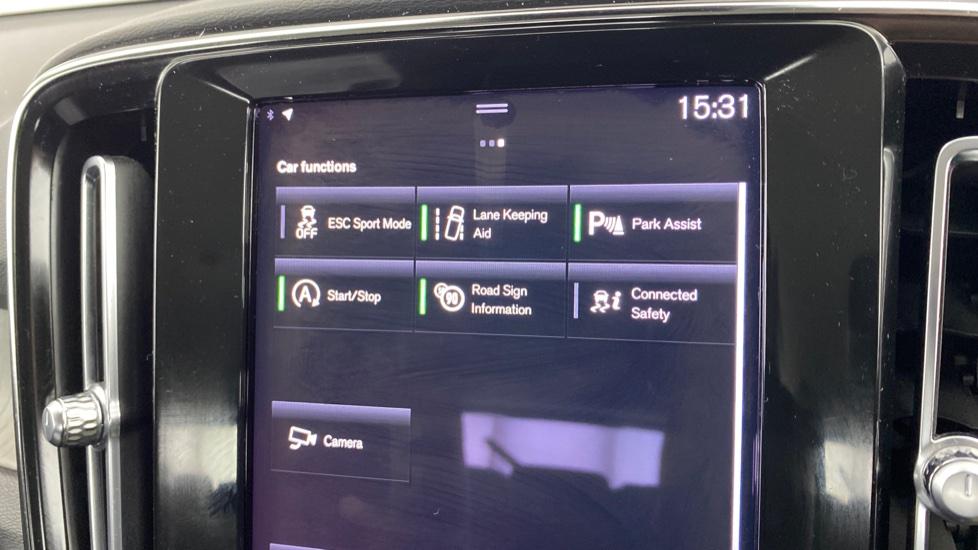 15:31
Car functions
OFF
ESC Sport Mode
Lane Keeping
Aid
P
Park Assist
A
Start/Stop
90
Road Sign
Information
i
Connected
Safety
Camera